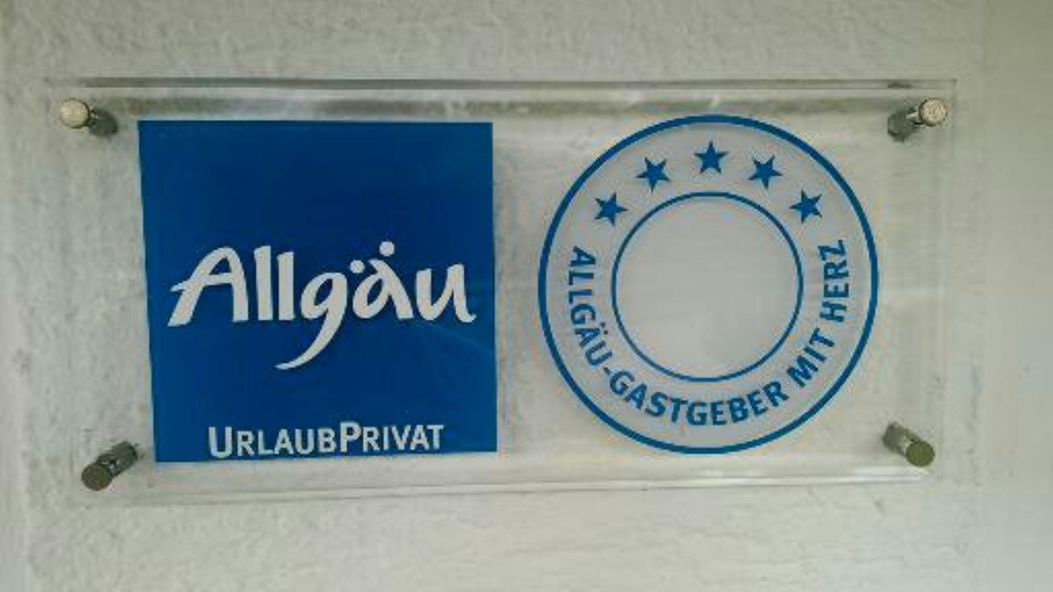 Allgäu
URLAUBPRIVAT
ALLGÄU-GASTGEBER MIT HERZ